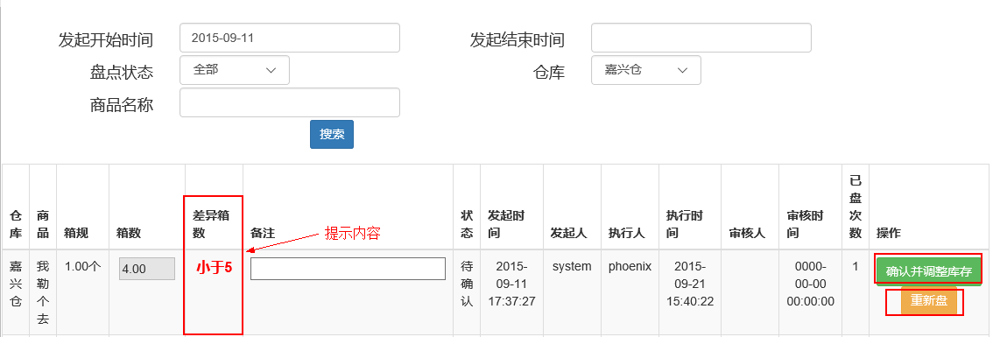 发起开始时间 2015-09-11 发起结束时间
盘点状态 全部 仓库 嘉兴仓
商品名称
搜索
仓库 商品 箱规 箱数 差异箱数 备注 状态 发起时间 发起人 执行人 执行时间 审核人 审核时间 已盘次数 操作
提示内容
嘉兴仓 我勒个去 1.00个 4.00 小于5 待确认 2015-09-11 17:37:27 system phoenix 2015-09-21 15:40:22 0000-00-00 00:00:00 1 确认并调整库存
重新盘